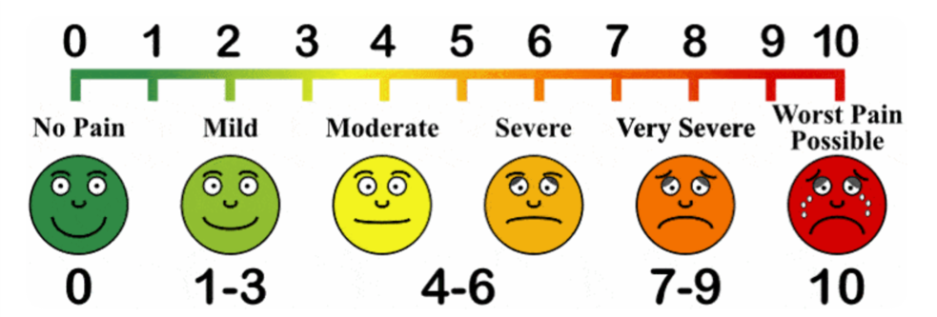 0 1 2 3 4 5 6 7 8 9 10
No Pain Mild Moderate Severe Very Severe Worst Pain
Possible
0 1-3 4-6 7-9 10